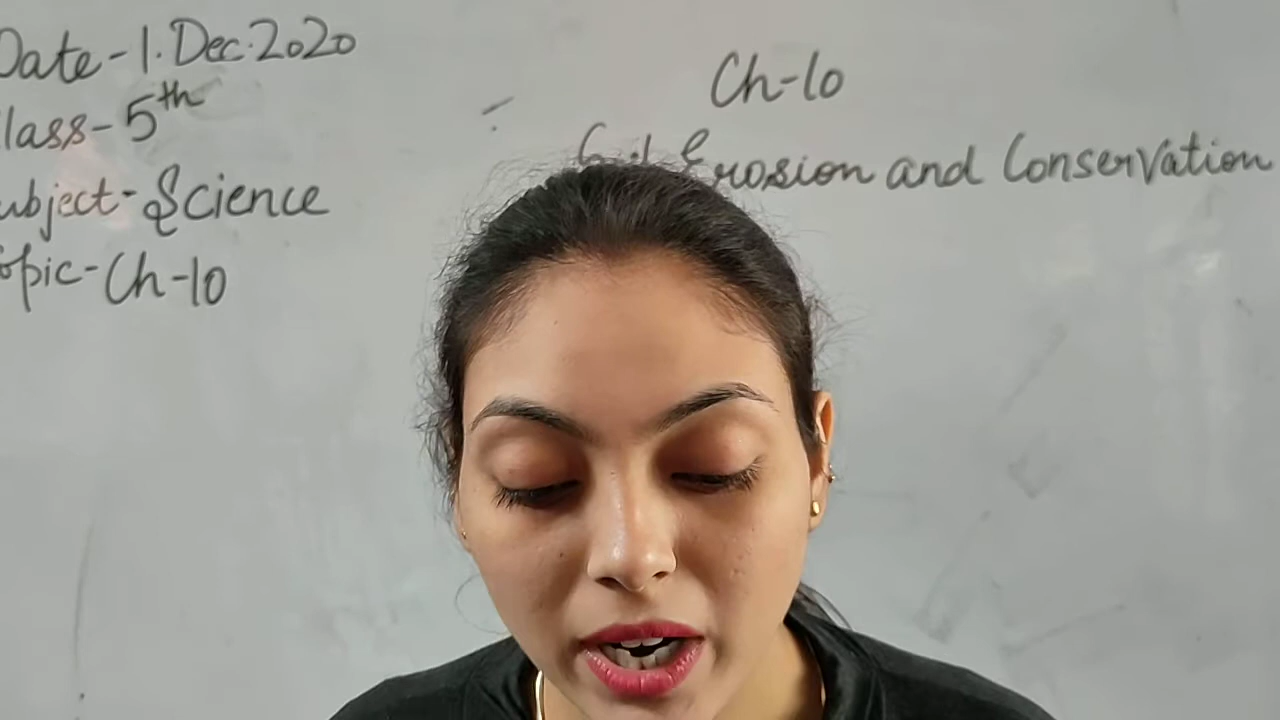 Date-1.Dec.2020
lass-5th
ubject-Science
opic-Ch-10
Ch-10
Erosion and Conservation